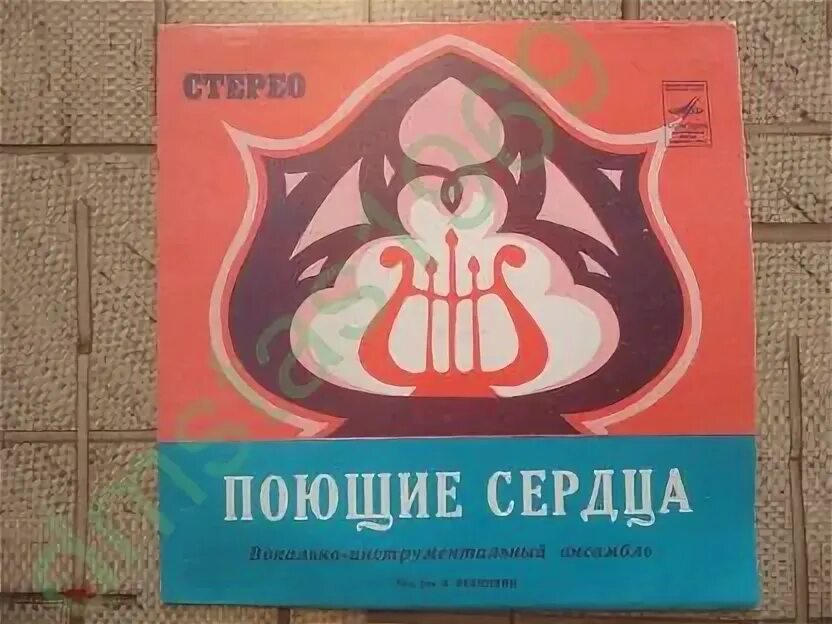 СТЕРЕО
ПОЮЩИЕ СЕРДЦА
Вокально-инструментальный ансамбль